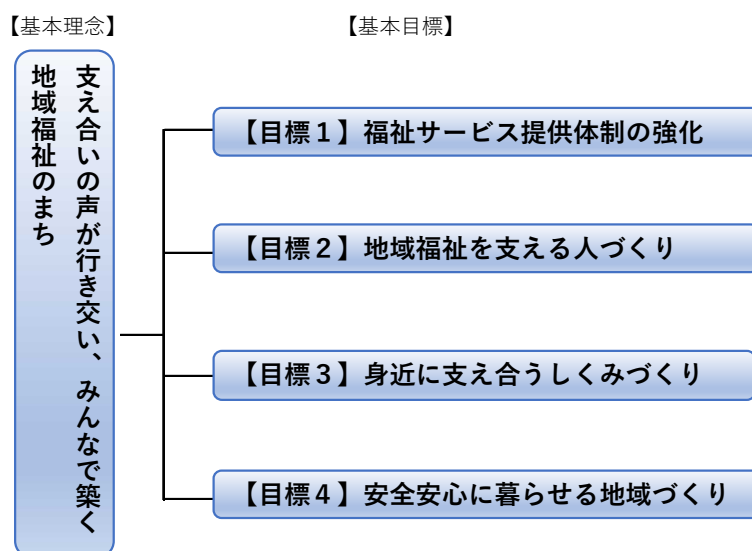 【基本理念】
【基本目標】
支え合いの声が行き交い、みんなで築く
地域福祉のまち
【目標１】福祉サービス提供体制の強化
【目標２】地域福祉を支える人づくり
【目標３】身近に支え合うしくみづくり
【目標４】安全安心に暮らせる地域づくり